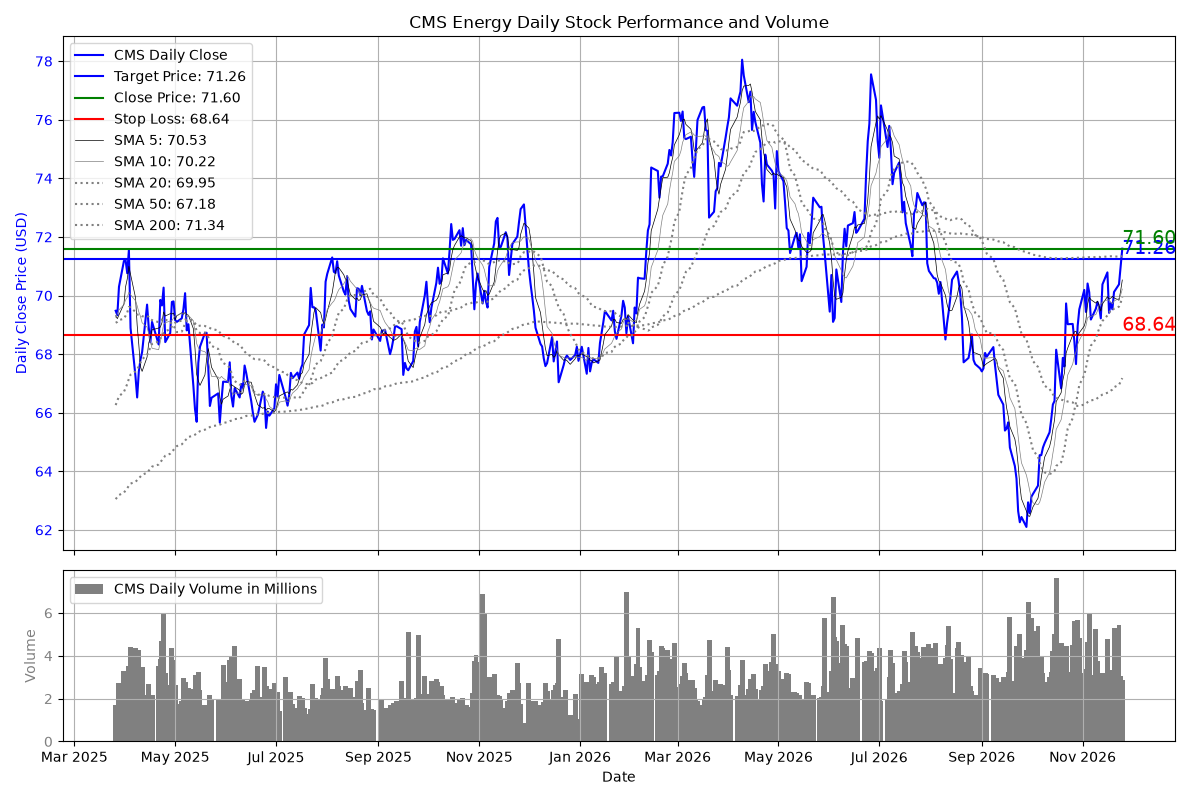 CMS Energy Daily Stock Performance and Volume
CMS Daily Close
Target Price: 71.26
Close Price: 71.60
Stop Loss: 68.64
SMA 5: 70.53
SMA 10: 70.22
SMA 20: 69.95
SMA 50: 67.18
SMA 200: 71.34
Daily Close Price (USD)
78
76
74
72
70
68
66
64
62
71.60
71.26
68.64
CMS Daily Volume in Millions
Volume
6
4
2
0
Mar 2025
May 2025
Jul 2025
Sep 2025
Nov 2025
Jan 2026
Mar 2026
May 2026
Jul 2026
Sep 2026
Nov 2026
Date